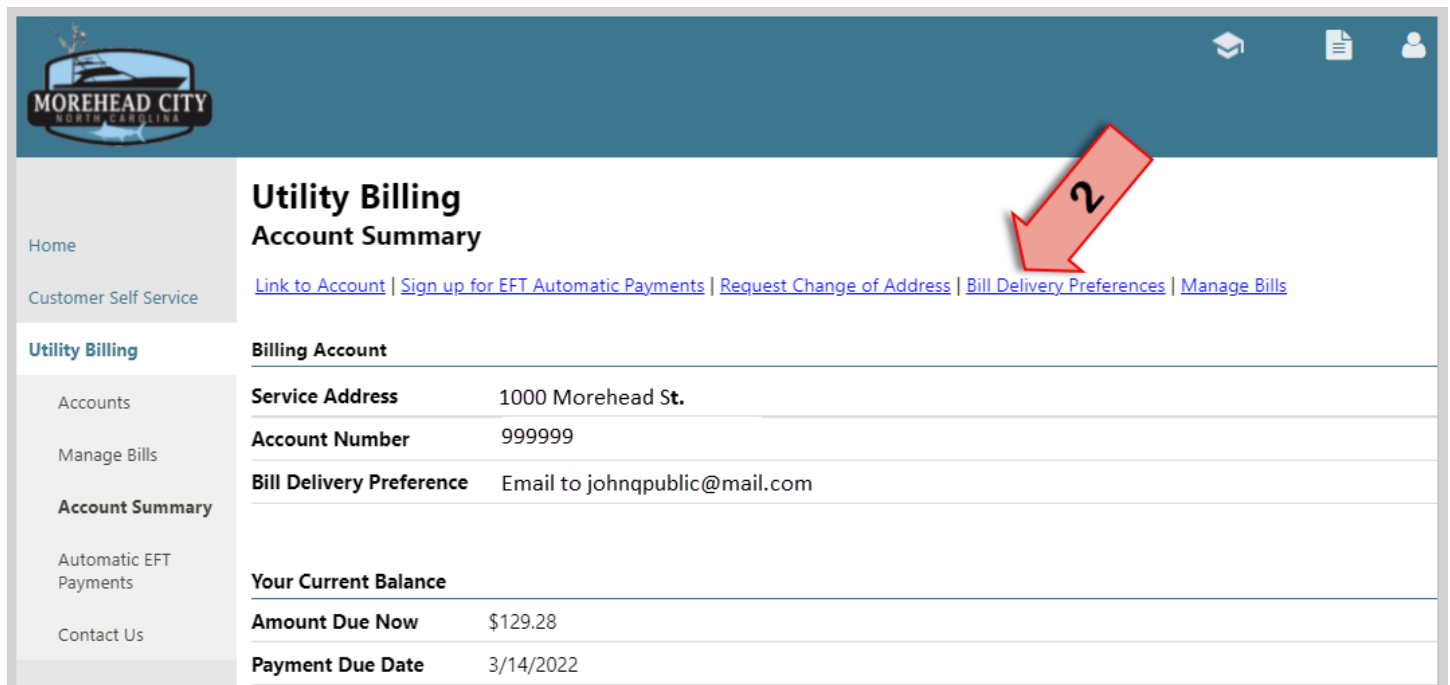 MOREHEAD CITY
NORTH CAROLINA
2
Utility Billing
Account Summary
Link to Account | Sign up for EFT Automatic Payments | Request Change of Address | Bill Delivery Preferences | Manage Bills
Home
Customer Self Service
Utility Billing
Accounts
Manage Bills
Account Summary
Automatic EFT
Payments
Contact Us
Billing Account
Service Address 1000 Morehead St.
Account Number 999999
Bill Delivery Preference Email to johnqpublic@mail.com
Your Current Balance
Amount Due Now $129.28
Payment Due Date 3/14/2022